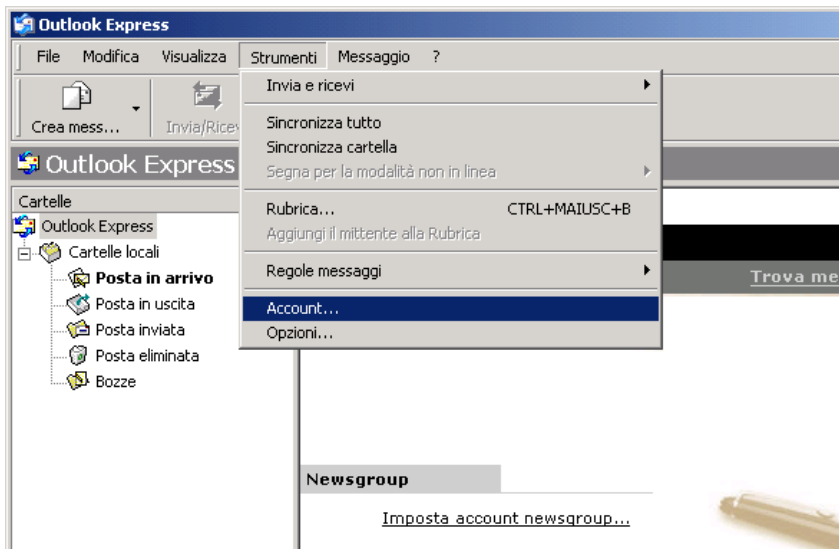 Outlook Express
File Modifica Visualizza Strumenti Messaggio ?
Crea mess... Invia/Ricev
Invia e ricevi
Sincronizza tutto
Sincronizza cartella
Segna per la modalità non in linea
Rubrica... CTRL+MAIUSC+B
Aggiungi il mittente alla Rubrica
Regole messaggi
Account...
Opzioni...
Outlook Express
Cartelle
Outlook Express
Cartelle locali
Posta in arrivo
Posta in uscita
Posta inviata
Posta eliminata
Bozze
Trova me
Newsgroup
Imposta account newsgroup...